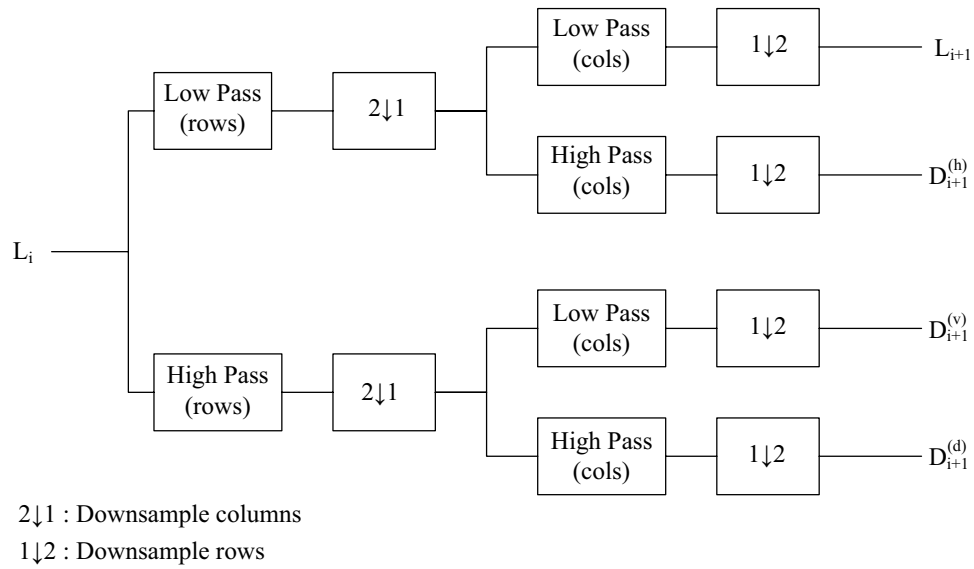 Low Pass
(cols)
1↓2
L_{i+1}
Low Pass
(rows)
2↓1
High Pass
(cols)
1↓2
D_{i+1}^{(h)}
L_i
Low Pass
(cols)
1↓2
D_{i+1}^{(v)}
High Pass
(rows)
2↓1
High Pass
(cols)
1↓2
D_{i+1}^{(d)}
2↓1 : Downsample columns
1↓2 : Downsample rows